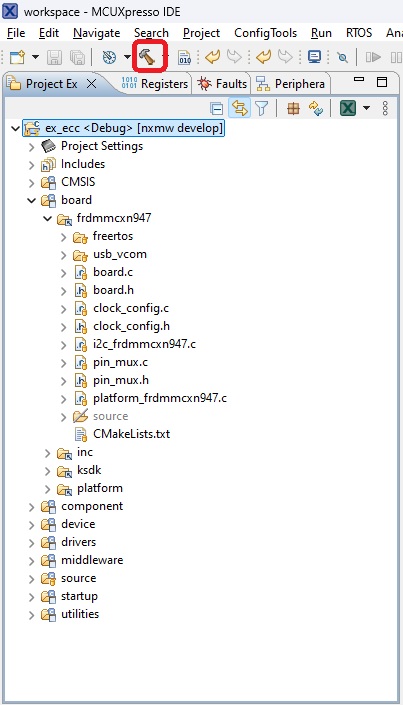 workspace - MCUXpresso IDE
File Edit Navigate Search Project ConfigTools Run RTOS
Project Ex Registers Faults Periphera
ex_ecc <Debug> [nxmw develop]
Project Settings
Includes
CMSIS
board
frdmmcxn947
freertos
usb_vcom
board.c
board.h
clock_config.c
clock_config.h
i2c_frdmmcxn947.c
pin_mux.c
pin_mux.h
platform_frdmmcxn947.c
source
CMakeLists.txt
inc
ksdk
platform
component
device
drivers
middleware
source
startup
utilities